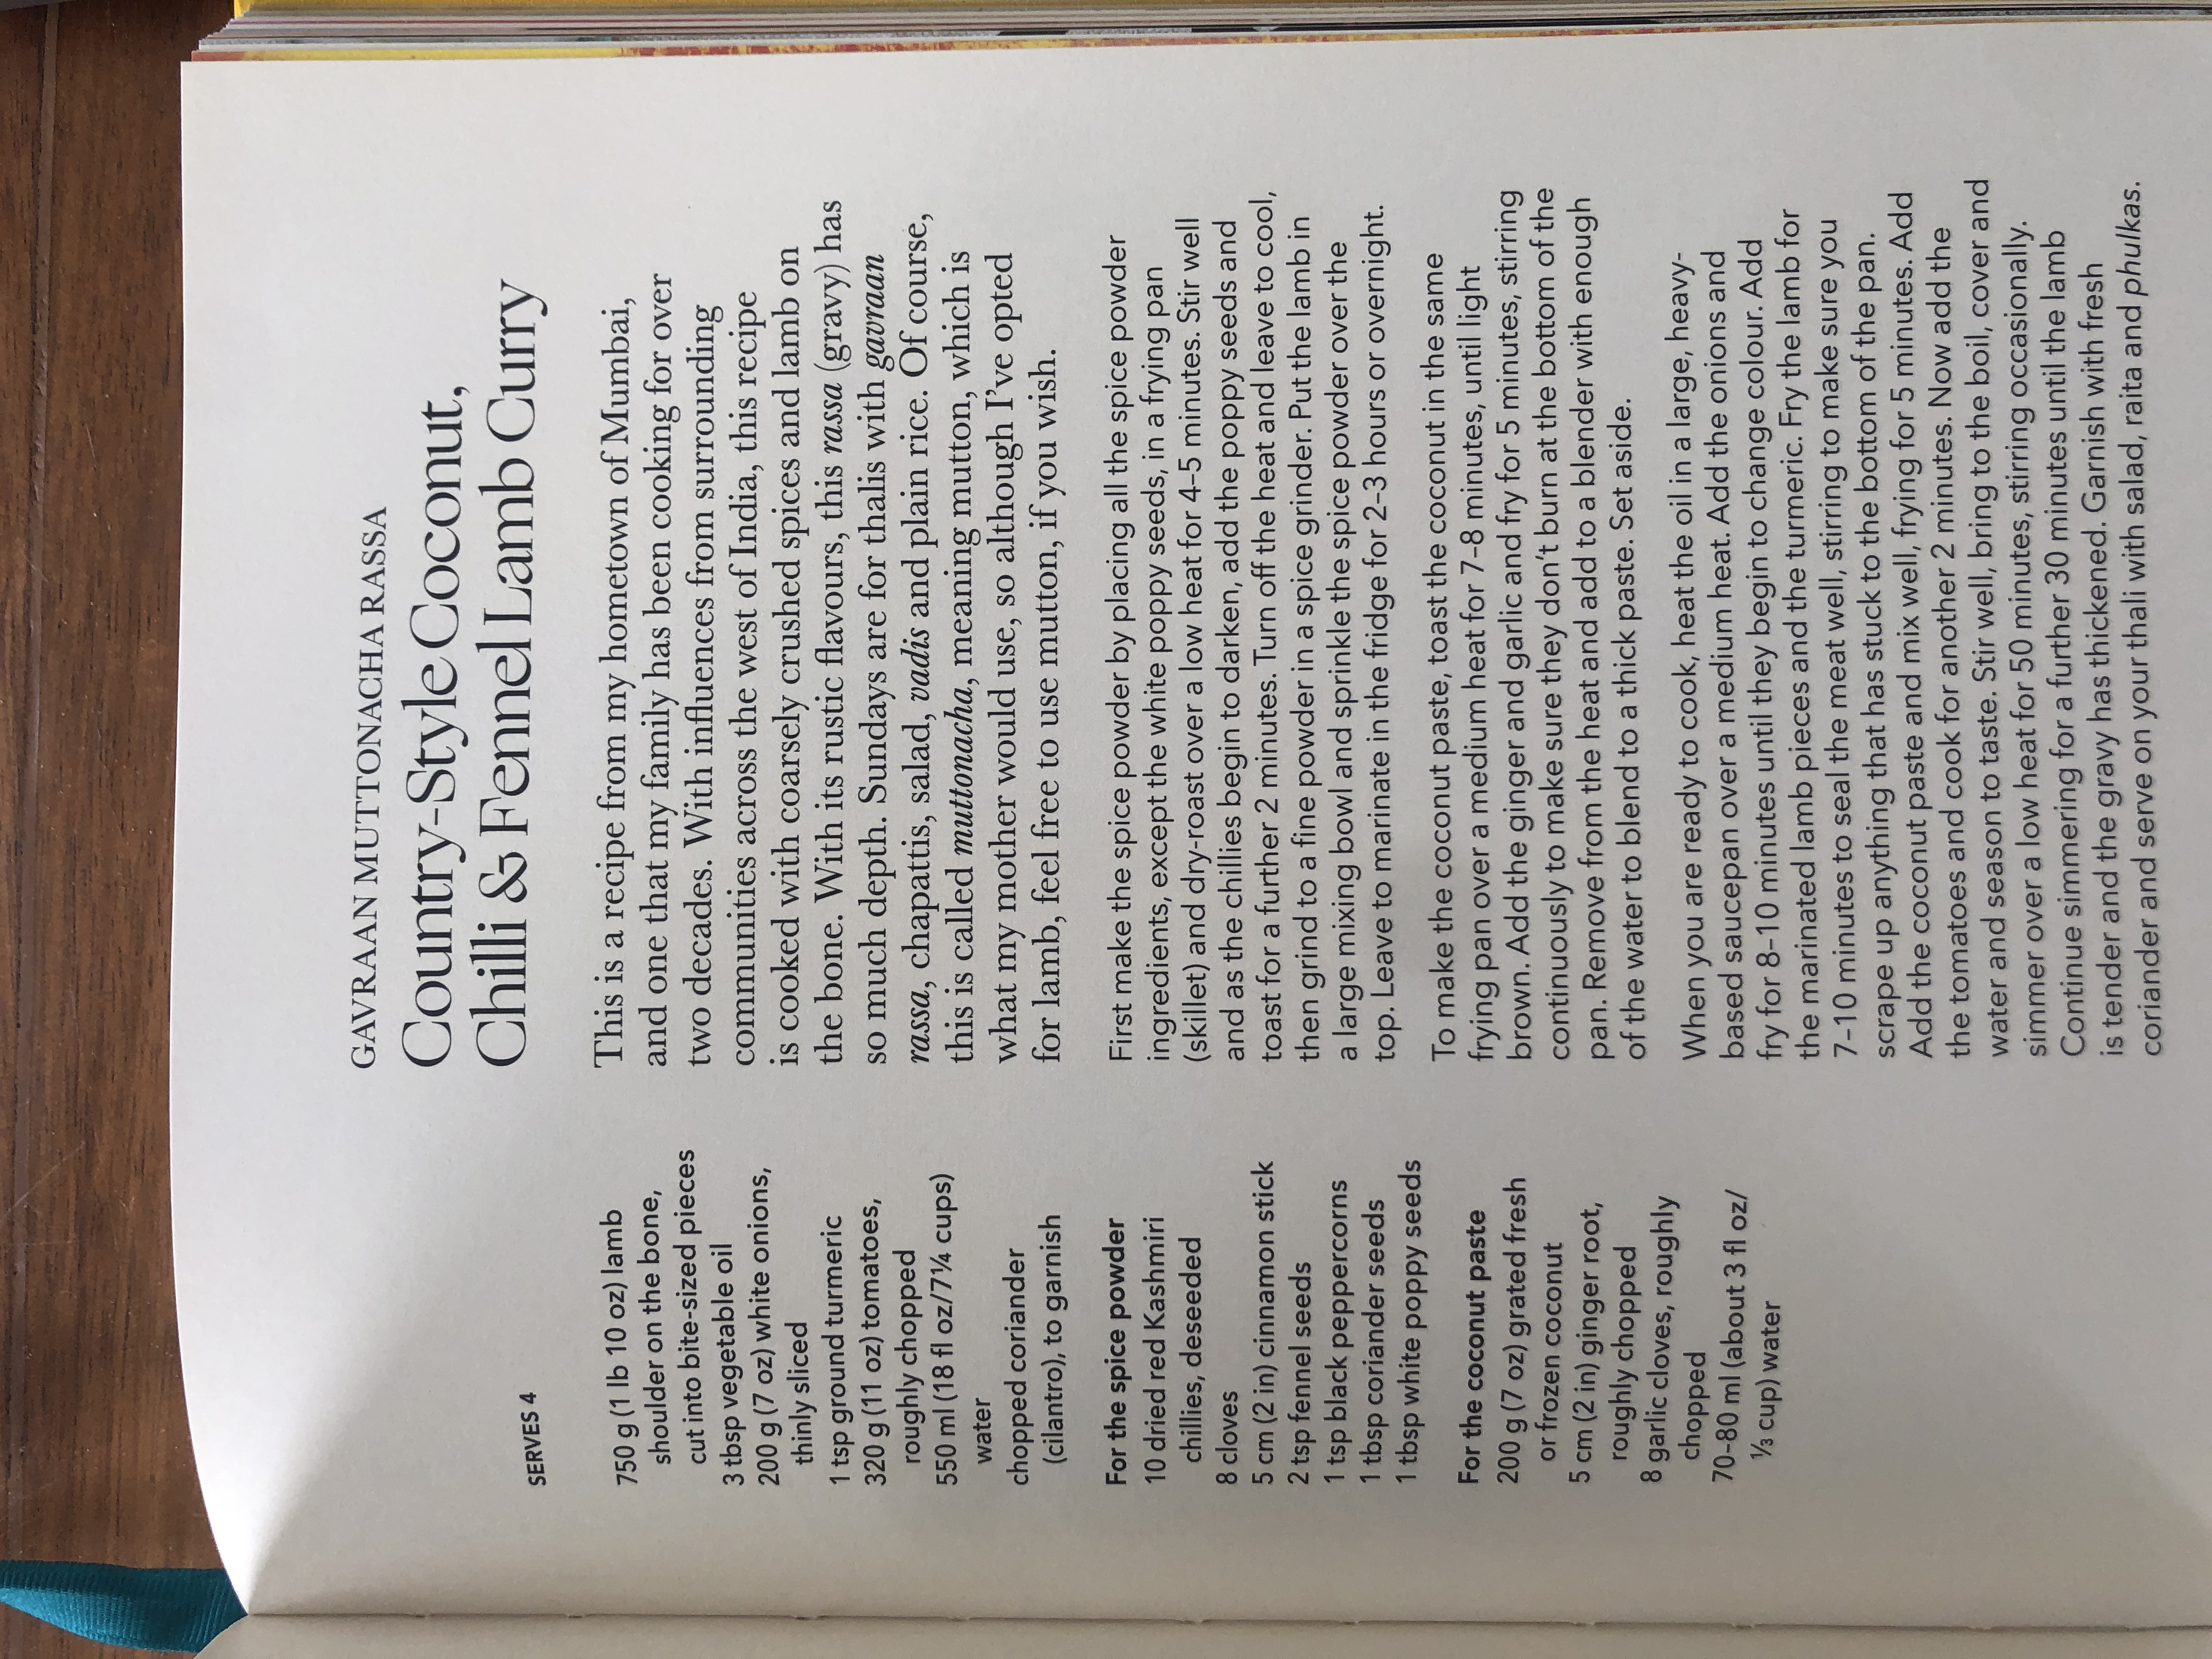 GAVRAAN MUTTONACHA RASSA
Country-Style Coconut,
Chilli & Fennel Lamb Curry
SERVES 4
750 g (1 lb 10 oz) lamb
shoulder on the bone,
cut into bite-sized pieces
3 tbsp vegetable oil
200 g (7 oz) white onions,
thinly sliced
1 tsp ground turmeric
320 g (11 oz) tomatoes,
roughly chopped
550 ml (18 fl oz/7¼ cups)
water
chopped coriander
(cilantro), to garnish
For the spice powder
10 dried red Kashmiri
chillies, deseeded
8 cloves
5 cm (2 in) cinnamon stick
2 tsp fennel seeds
1 tsp black peppercorns
1 tbsp coriander seeds
1 tbsp white poppy seeds
For the coconut paste
200 g (7 oz) grated fresh
or frozen coconut
5 cm (2 in) ginger root,
roughly chopped
8 garlic cloves, roughly
chopped
70–80 ml (about 3 fl oz/
⅓ cup) water
This is a recipe from my hometown of Mumbai,
and one that my family has been cooking for over
two decades. With influences from surrounding
communities across the west of India, this recipe
is cooked with coarsely crushed spices and lamb on
the bone. With its rustic flavours, this rassa (gravy) has
so much depth. Sundays are for thalis with gavraan
rassa, chapattis, salad, vadis and plain rice. Of course,
this is called muttonacha, meaning mutton, which is
what my mother would use, so although I've opted
for lamb, feel free to use mutton, if you wish.
First make the spice powder by placing all the spice powder
ingredients, except the white poppy seeds, in a frying pan
(skillet) and dry-roast over a low heat for 4–5 minutes. Stir well
and as the chillies begin to darken, add the poppy seeds and
toast for a further 2 minutes. Turn off the heat and leave to cool,
then grind to a fine powder in a spice grinder. Put the lamb in
a large mixing bowl and sprinkle the spice powder over the
top. Leave to marinate in the fridge for 2–3 hours or overnight.
To make the coconut paste, toast the coconut in the same
frying pan over a medium heat for 7–8 minutes, until light
brown. Add the ginger and garlic and fry for 5 minutes, stirring
continuously to make sure they don't burn at the bottom of the
pan. Remove from the heat and add to a blender with enough
of the water to blend to a thick paste. Set aside.
When you are ready to cook, heat the oil in a large, heavy-
based saucepan over a medium heat. Add the onions and
fry for 8–10 minutes until they begin to change colour. Add
the marinated lamb pieces and the turmeric. Fry the lamb for
7–10 minutes to seal the meat well, stirring to make sure you
scrape up anything that has stuck to the bottom of the pan.
Add the coconut paste and mix well, frying for 5 minutes. Add
the tomatoes and cook for another 2 minutes. Now add the
water and season to taste. Stir well, bring to the boil, cover and
simmer over a low heat for 50 minutes, stirring occasionally.
Continue simmering for a further 30 minutes until the lamb
is tender and the gravy has thickened. Garnish with fresh
coriander and serve on your thali with salad, raita and phulkas.